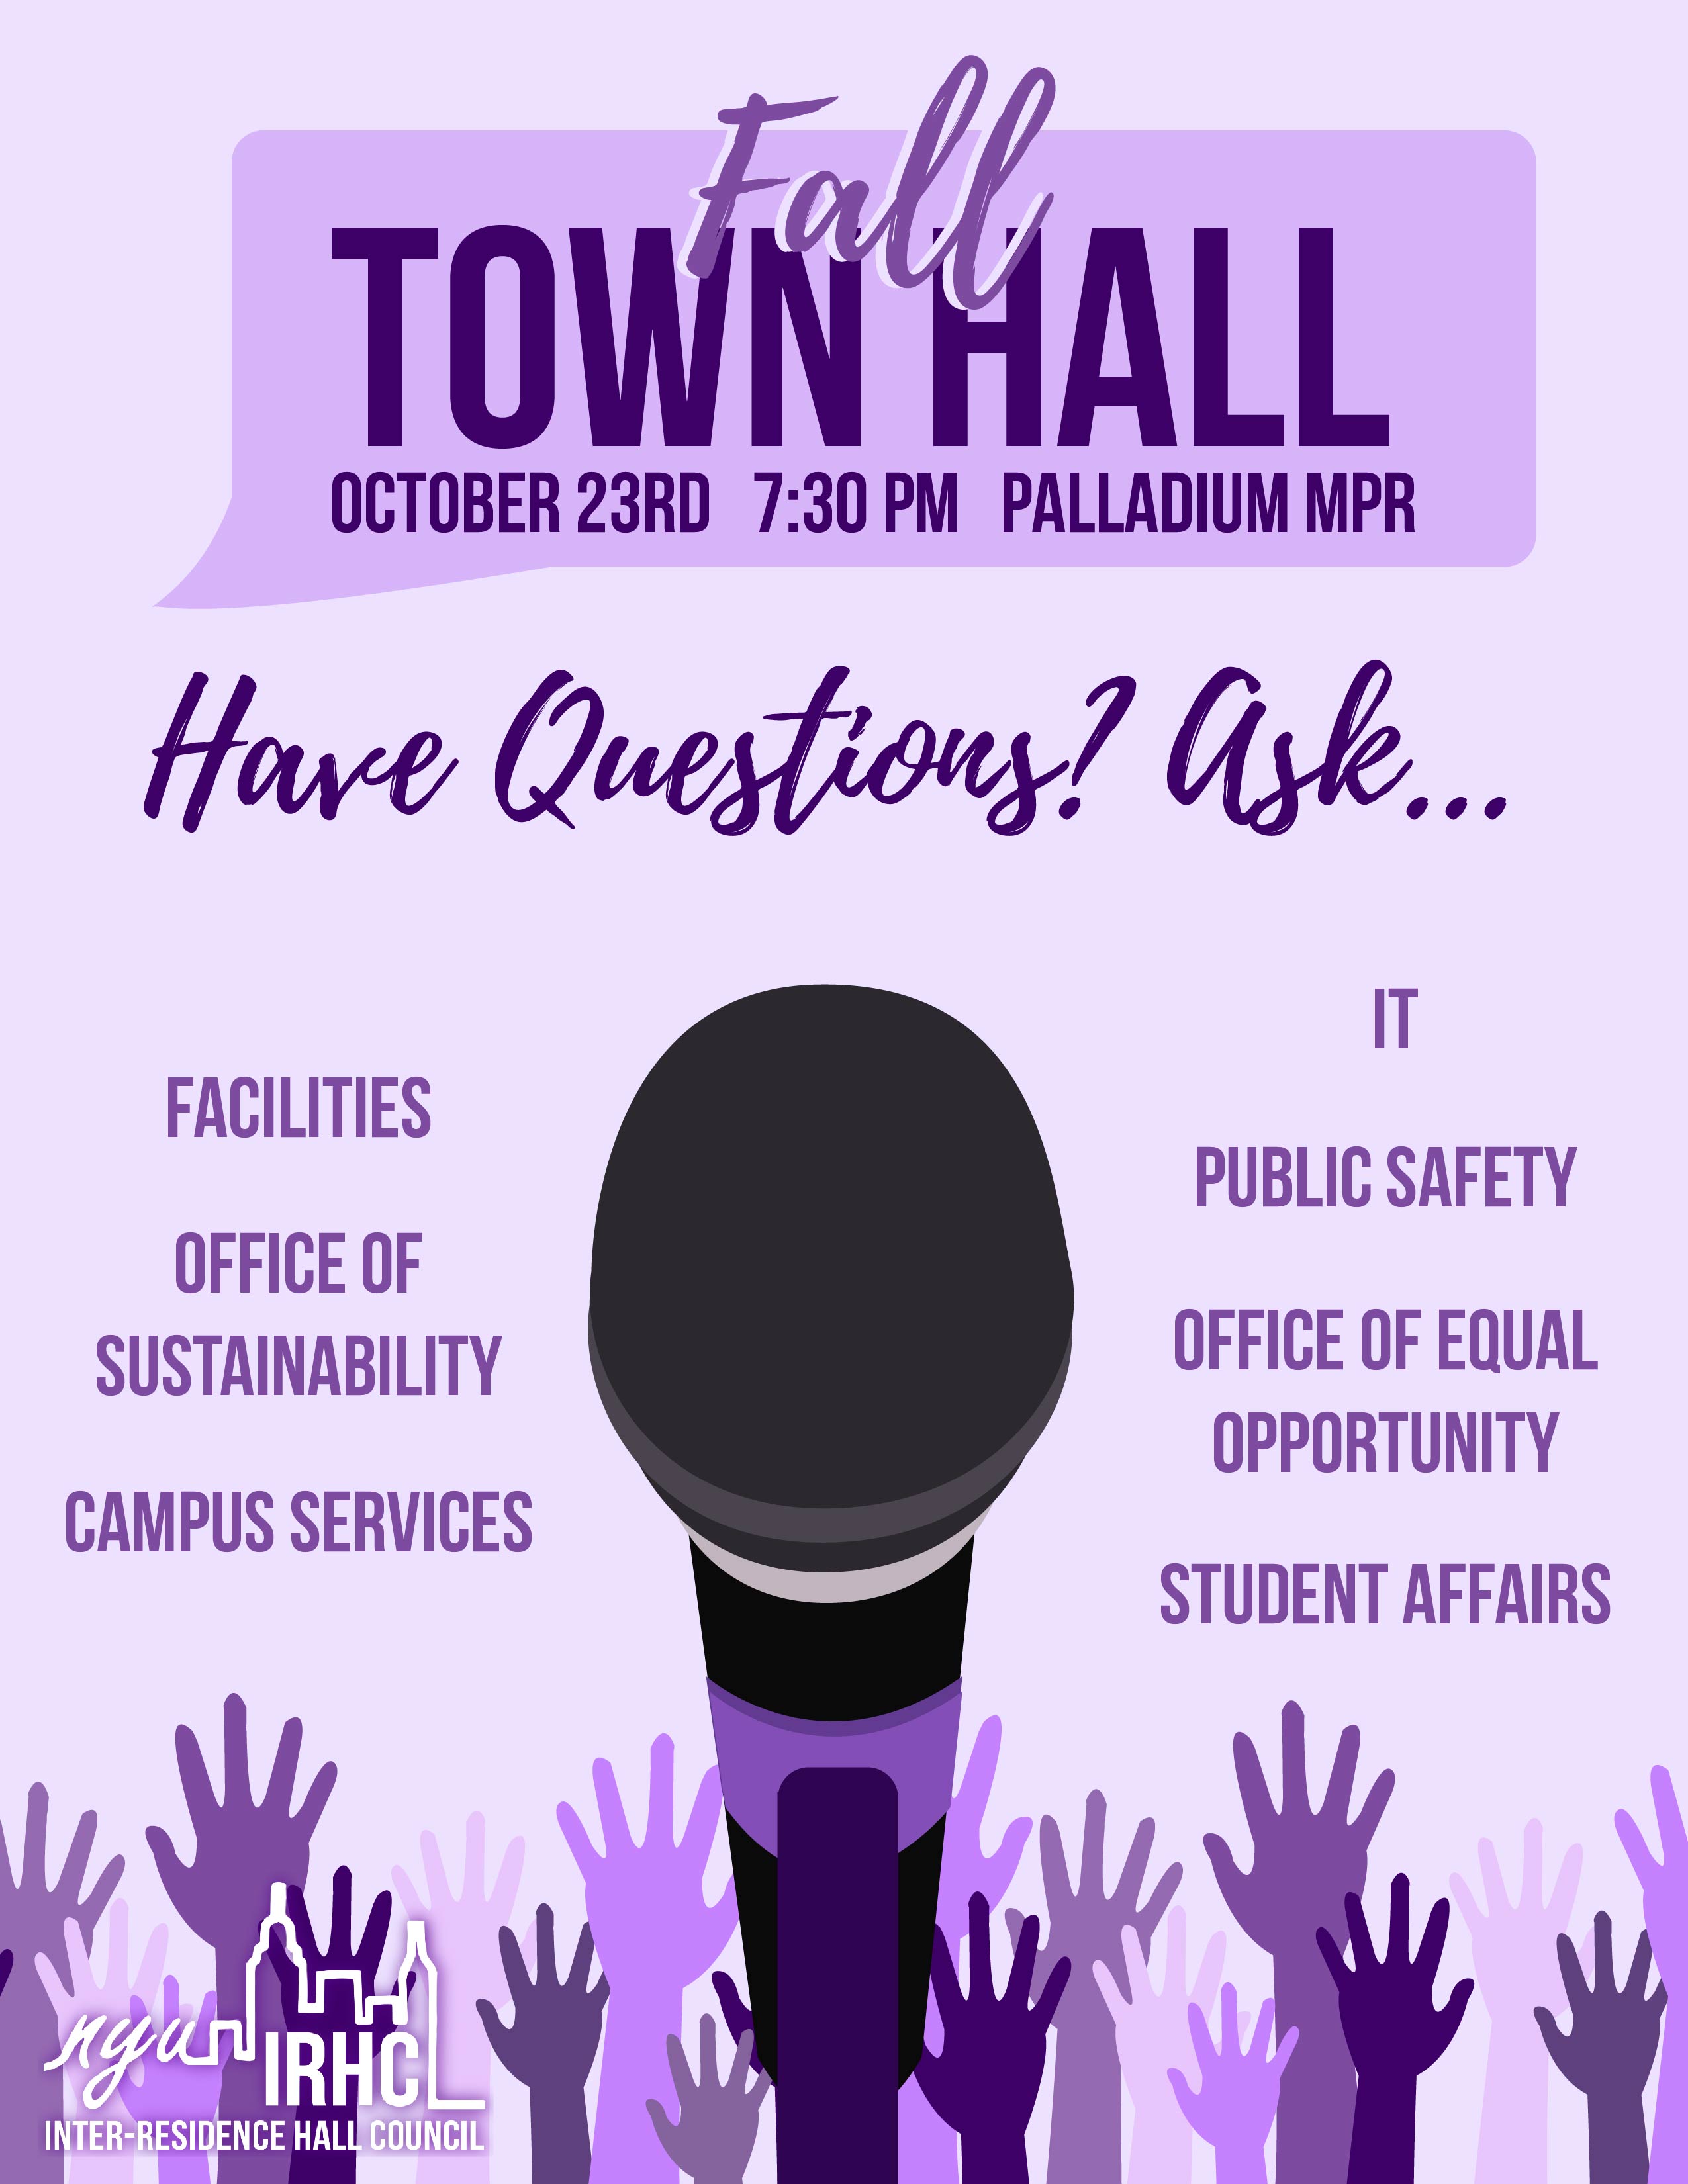 Fall
TOWN HALL
OCTOBER 23RD 7:30 PM PALLADIUM MPR
Have Questions? Ask...
FACILITIES
OFFICE OF
SUSTAINABILITY
CAMPUS SERVICES
IT
PUBLIC SAFETY
OFFICE OF EQUAL
OPPORTUNITY
STUDENT AFFAIRS
nyu IRHC
INTER-RESIDENCE HALL COUNCIL